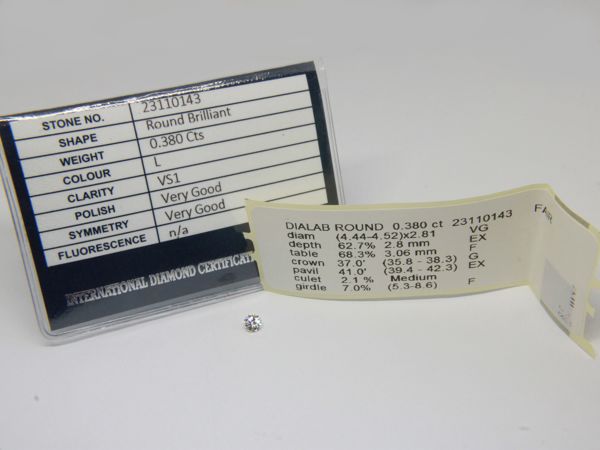 STONE NO. 23110143
SHAPE Round Brilliant
WEIGHT 0.380 Cts
COLOUR L
CLARITY VS1
POLISH Very Good
SYMMETRY Very Good
FLUORESCENCE n/a
INTERNATIONAL DIAMOND
DIALAB ROUND 0.380 ct 23110143 FAIR
diam (4.44-4.52)x2.81 VG
depth 62.7% 2.8 mm EX
table 68.3% 3.06 mm F
crown 37.0' (35.8 - 38.3) G
pavil 41.0' (39.4 - 42.3) EX
culet 2.1 % Medium
girdle 7.0% (5.3-8.6) F